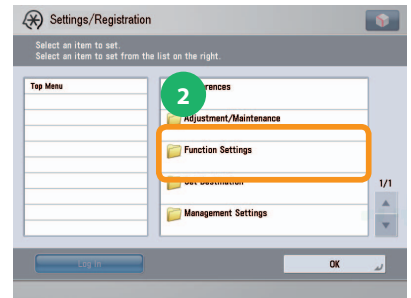 Settings/Registration
Select an item to set.
Select an item to set from the list on the right.
Top Menu
2
Adjustment/Maintenance
Function Settings
Set Destination
1/1
Management Settings
Log In
OK